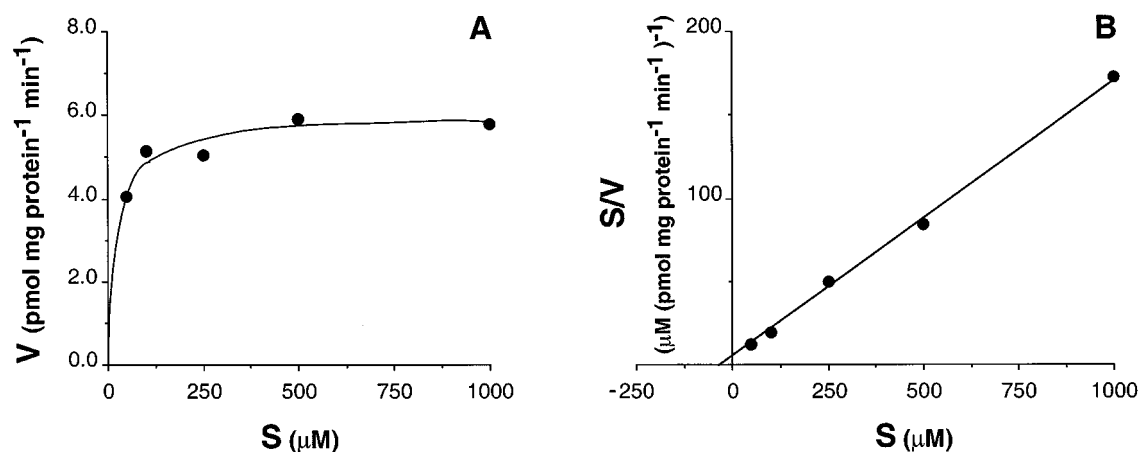 A
8.0
6.0
4.0
2.0
0.0
V (pmol mg protein⁻¹ min⁻¹)
0
250
500
750
1000
S (μM)
B
200
100
S/V
(μM (pmol mg protein⁻¹ min⁻¹)⁻¹
-250
0
250
500
750
1000
S (μM)